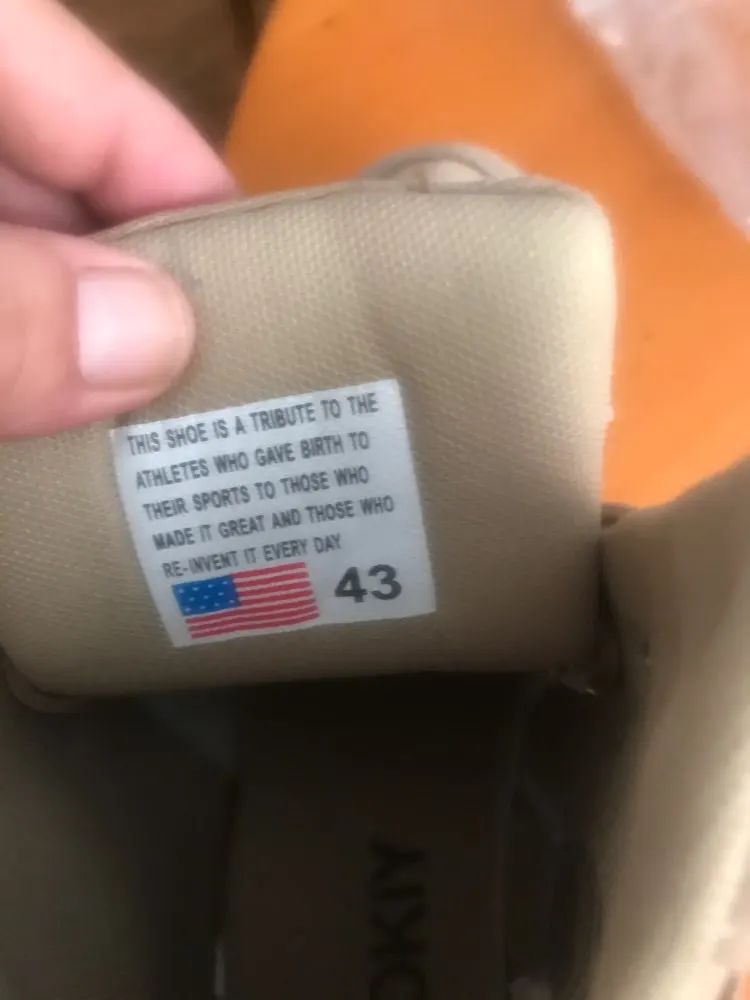 THIS SHOE IS A TRIBUTE TO THE
ATHLETES WHO GAVE BIRTH TO
THEIR SPORTS TO THOSE WHO
MADE IT GREAT AND THOSE WHO
RE-INVENT IT EVERY DAY
43
OKIY